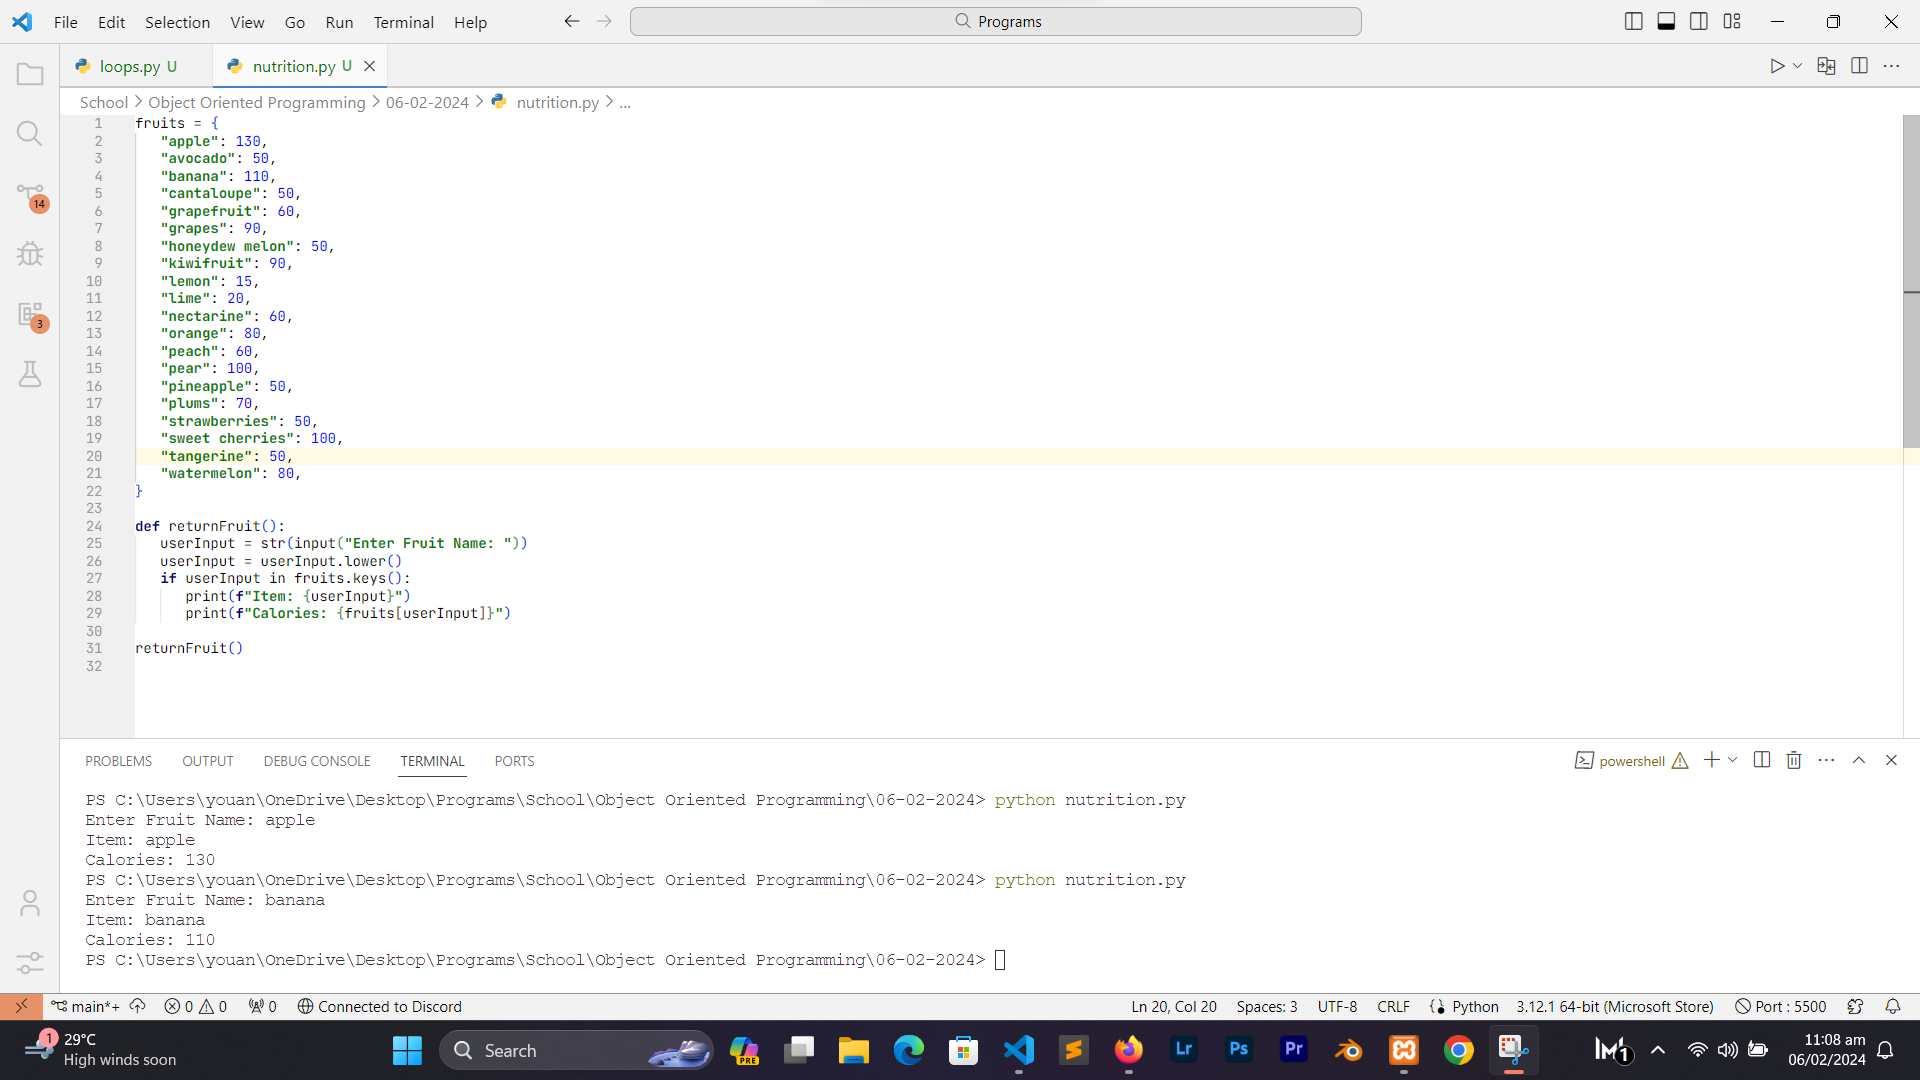 File Edit Selection View Go Run Terminal Help Programs
loops.py U nutrition.py U
School > Object Oriented Programming > 06-02-2024 > nutrition.py > ...
1 fruits = {
2 "apple": 130,
3 "avocado": 50,
4 "banana": 110,
5 "cantaloupe": 50,
6 "grapefruit": 60,
7 "grapes": 90,
8 "honeydew melon": 50,
9 "kiwifruit": 90,
10 "lemon": 15,
11 "lime": 20,
12 "nectarine": 60,
13 "orange": 80,
14 "peach": 60,
15 "pear": 100,
16 "pineapple": 50,
17 "plums": 70,
18 "strawberries": 50,
19 "sweet cherries": 100,
20 "tangerine": 50,
21 "watermelon": 80,
22 }
23
24 def returnFruit():
25 userInput = str(input("Enter Fruit Name: "))
26 userInput = userInput.lower()
27 if userInput in fruits.keys():
28 print(f"Item: {userInput}")
29 print(f"Calories: {fruits[userInput]}")
30
31 returnFruit()
32
14
3
PROBLEMS OUTPUT DEBUG CONSOLE TERMINAL PORTS powershell
PS C:\Users\youan\OneDrive\Desktop\Programs\School\Object Oriented Programming\06-02-2024> python nutrition.py
Enter Fruit Name: apple
Item: apple
Calories: 130
PS C:\Users\youan\OneDrive\Desktop\Programs\School\Object Oriented Programming\06-02-2024> python nutrition.py
Enter Fruit Name: banana
Item: banana
Calories: 110
PS C:\Users\youan\OneDrive\Desktop\Programs\School\Object Oriented Programming\06-02-2024>
main*+ 0 0 0 Connected to Discord Ln 20, Col 20 Spaces: 3 UTF-8 CRLF Python 3.12.1 64-bit (Microsoft Store) Port : 5500
1 29°C
High winds soon
Search PRE Lr Ps Pr 1
11:08 am
06/02/2024